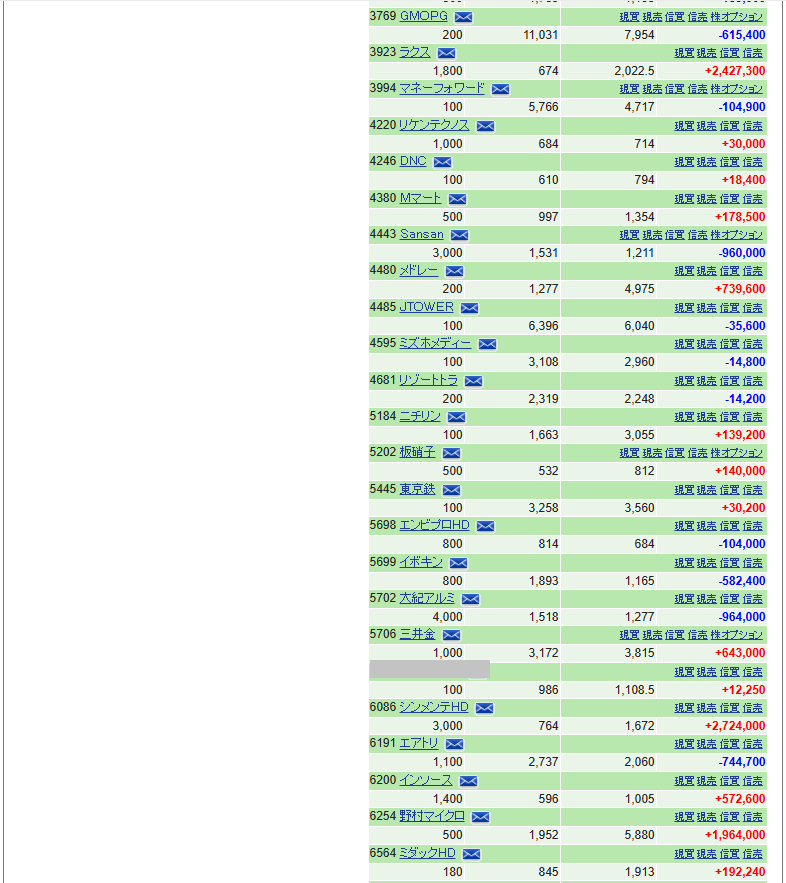 3769 GMOPG 現買 現売 信買 信売 株オプション
200 11,031 7,954 -615,400
3923 ラクス 現買 現売 信買 信売
1,800 674 2,022.5 +2,427,300
3994 マネーフォワード 現買 現売 信買 信売 株オプション
100 5,766 4,717 -104,900
4220 リケンテクノス 現買 現売 信買 信売
1,000 684 714 +30,000
4246 DNC 現買 現売 信買 信売
100 610 794 +18,400
4380 Mマート 現買 現売 信買 信売
500 997 1,354 +178,500
4443 Sansan 現買 現売 信買 信売 株オプション
3,000 1,531 1,211 -960,000
4480 メドレー 現買 現売 信買 信売
200 1,277 4,975 +739,600
4485 JTOWER 現買 現売 信買 信売
100 6,396 6,040 -35,600
4595 ミズホメディー 現買 現売 信買 信売
100 3,108 2,960 -14,800
4681 リゾートトラ 現買 現売 信買 信売
200 2,319 2,248 -14,200
5184 ニチリン 現買 現売 信買 信売
100 1,663 3,055 +139,200
5202 板硝子 現買 現売 信買 信売 株オプション
500 532 812 +140,000
5445 東京鉄 現買 現売 信買 信売
100 3,258 3,560 +30,200
5698 エンビプロHD 現買 現売 信買 信売
800 814 684 -104,000
5699 イボキン 現買 現売 信買 信売
800 1,893 1,165 -582,400
5702 大紀アルミ 現買 現売 信買 信売
4,000 1,518 1,277 -964,000
5706 三井金 現買 現売 信買 信売 株オプション
1,000 3,172 3,815 +643,000
現買 現売 信買 信売
100 986 1,108.5 +12,250
6086 シンメンテHD 現買 現売 信買 信売
3,000 764 1,672 +2,724,000
6191 エアトリ 現買 現売 信買 信売
1,100 2,737 2,060 -744,700
6200 インソース 現買 現売 信買 信売
1,400 596 1,005 +572,600
6254 野村マイクロ 現買 現売 信買 信売
500 1,952 5,880 +1,964,000
6564 ミダックHD 現買 現売 信買 信売
180 845 1,913 +192,240